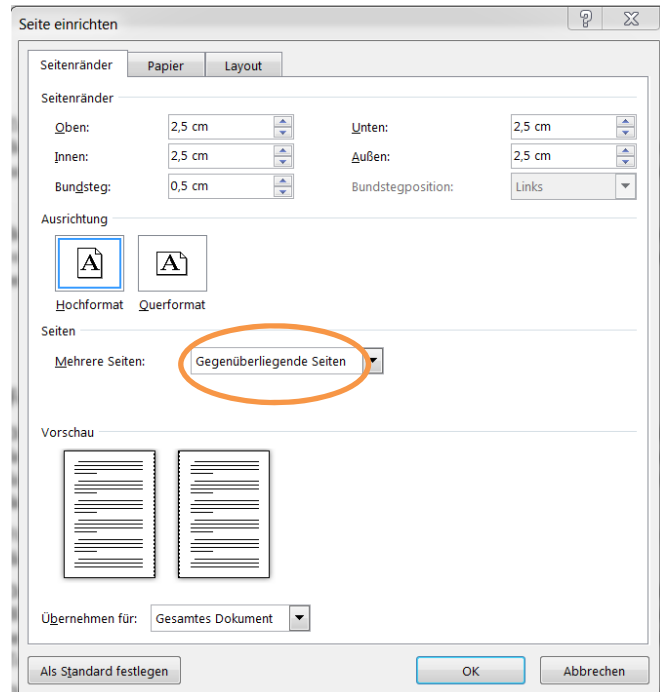 Seite einrichten
Seitenränder Papier Layout
Seitenränder
Oben: 2,5 cm Unten: 2,5 cm
Innen: 2,5 cm Außen: 2,5 cm
Bundsteg: 0,5 cm Bundstegposition: Links
Ausrichtung
A A
Hochformat Querformat
Seiten
Mehrere Seiten: Gegenüberliegende Seiten
Vorschau
Übernehmen für: Gesamtes Dokument
Als Standard festlegen OK Abbrechen